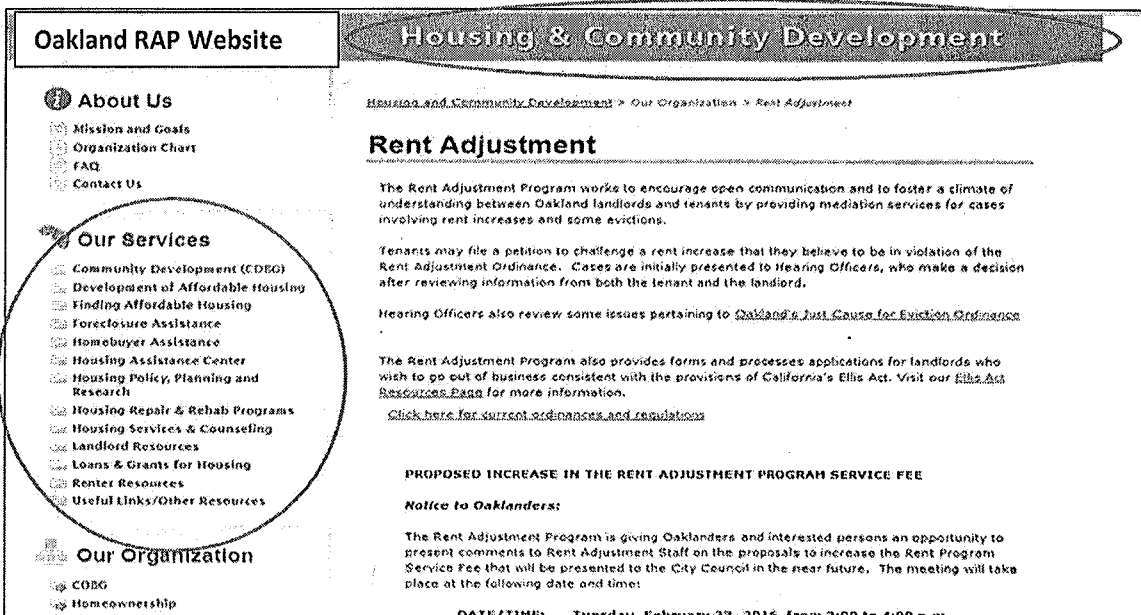 Oakland RAP Website
Housing & Community Development
About Us
Mission and Goals
Organization Chart
FAQ
Contact Us
Our Services
Community Development (CDBG)
Development of Affordable Housing
Finding Affordable Housing
Foreclosure Assistance
Homebuyer Assistance
Housing Assistance Center
Housing Policy, Planning and
Research
Housing Repair & Rehab Programs
Housing Services & Counseling
Landlord Resources
Loans & Grants for Housing
Renter Resources
Useful Links/Other Resources
Our Organization
CDBG
Homeownership
Housing and Community Development > Our Organization > Rent Adjustment
Rent Adjustment
The Rent Adjustment Program works to encourage open communication and to foster a climate of
understanding between Oakland landlords and tenants by providing mediation services for cases
involving rent increases and some evictions.
Tenants may file a petition to challenge a rent increase that they believe to be in violation of the
Rent Adjustment Ordinance. Cases are initially presented to Hearing Officers, who make a decision
after reviewing information from both the tenant and the landlord.
Hearing Officers also review some issues pertaining to Oakland's Just Cause for Eviction Ordinance
.
The Rent Adjustment Program also provides forms and processes applications for landlords who
wish to go out of business consistent with the provisions of California's Ellis Act. Visit our Ellis Act
Resources Page for more information.
Click here for current ordinances and regulations
PROPOSED INCREASE IN THE RENT ADJUSTMENT PROGRAM SERVICE FEE
Notice to Oaklanders:
The Rent Adjustment Program is giving Oaklanders and interested persons an opportunity to
present comments to Rent Adjustment Staff on the proposals to increase the Rent Program
Service Fee that will be presented to the City Council in the near future. The meeting will take
place at the following date and time:
DATE/TIME: Tuesday, February 2016, from 2:00 to 4:00 p.m.